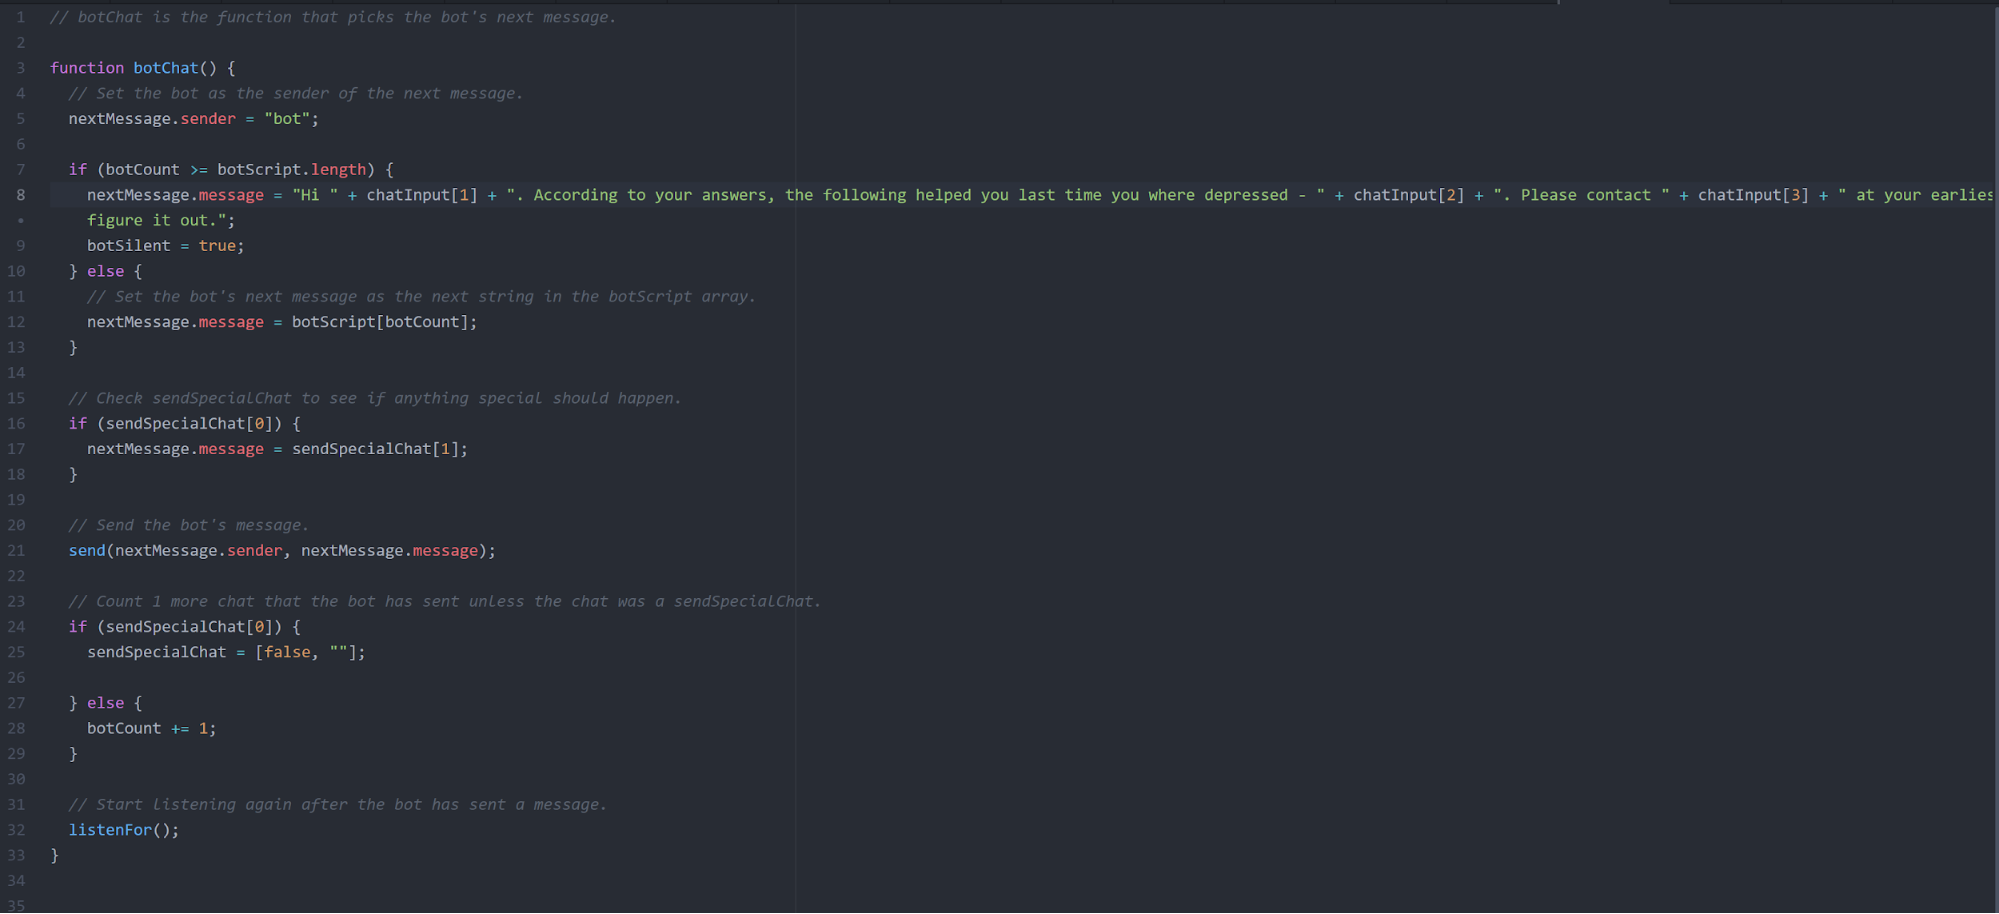 1 // botChat is the function that picks the bot's next message.
2
3 function botChat() {
4 // Set the bot as the sender of the next message.
5 nextMessage.sender = "bot";
6
7 if (botCount >= botScript.length) {
8 nextMessage.message = "Hi " + chatInput[1] + ". According to your answers, the following helped you last time you where depressed - " + chatInput[2] + ". Please contact " + chatInput[3] + " at your earlies
• figure it out.";
9 botSilent = true;
10 } else {
11 // Set the bot's next message as the next string in the botScript array.
12 nextMessage.message = botScript[botCount];
13 }
14
15 // Check sendSpecialChat to see if anything special should happen.
16 if (sendSpecialChat[0]) {
17 nextMessage.message = sendSpecialChat[1];
18 }
19
20 // Send the bot's message.
21 send(nextMessage.sender, nextMessage.message);
22
23 // Count 1 more chat that the bot has sent unless the chat was a sendSpecialChat.
24 if (sendSpecialChat[0]) {
25 sendSpecialChat = [false, ""];
26
27 } else {
28 botCount += 1;
29 }
30
31 // Start listening again after the bot has sent a message.
32 listenFor();
33 }
34
35